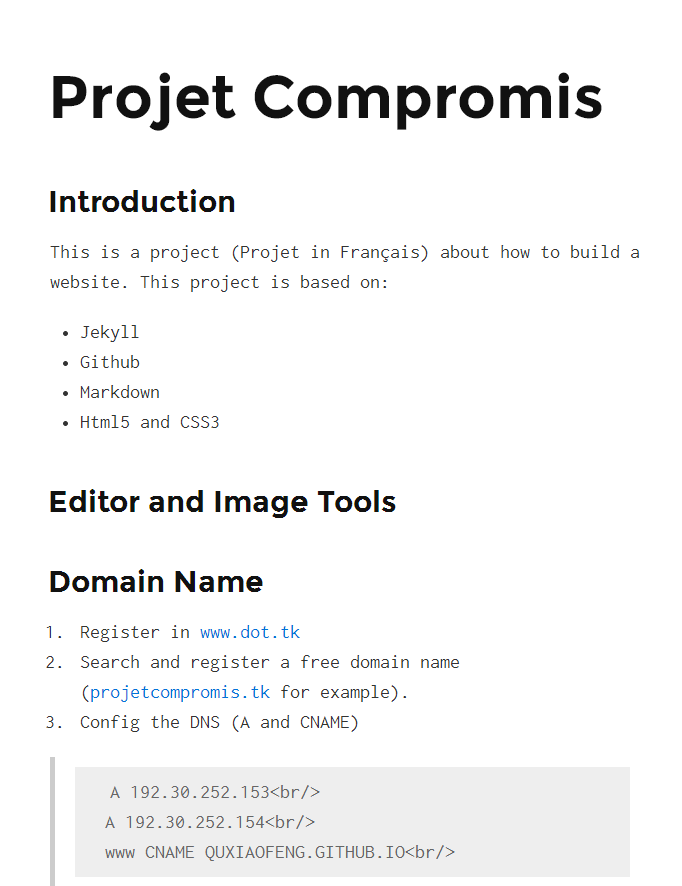 Projet Compromis
Introduction
This is a project (Projet in Français) about how to build a
website. This project is based on:
• Jekyll
• Github
• Markdown
• Html5 and CSS3
Editor and Image Tools
Domain Name
1. Register in www.dot.tk
2. Search and register a free domain name
(projetcompromis.tk for example).
3. Config the DNS (A and CNAME)
A 192.30.252.153<br/>
A 192.30.252.154<br/>
www CNAME QUXIAOFENG.GITHUB.IO<br/>